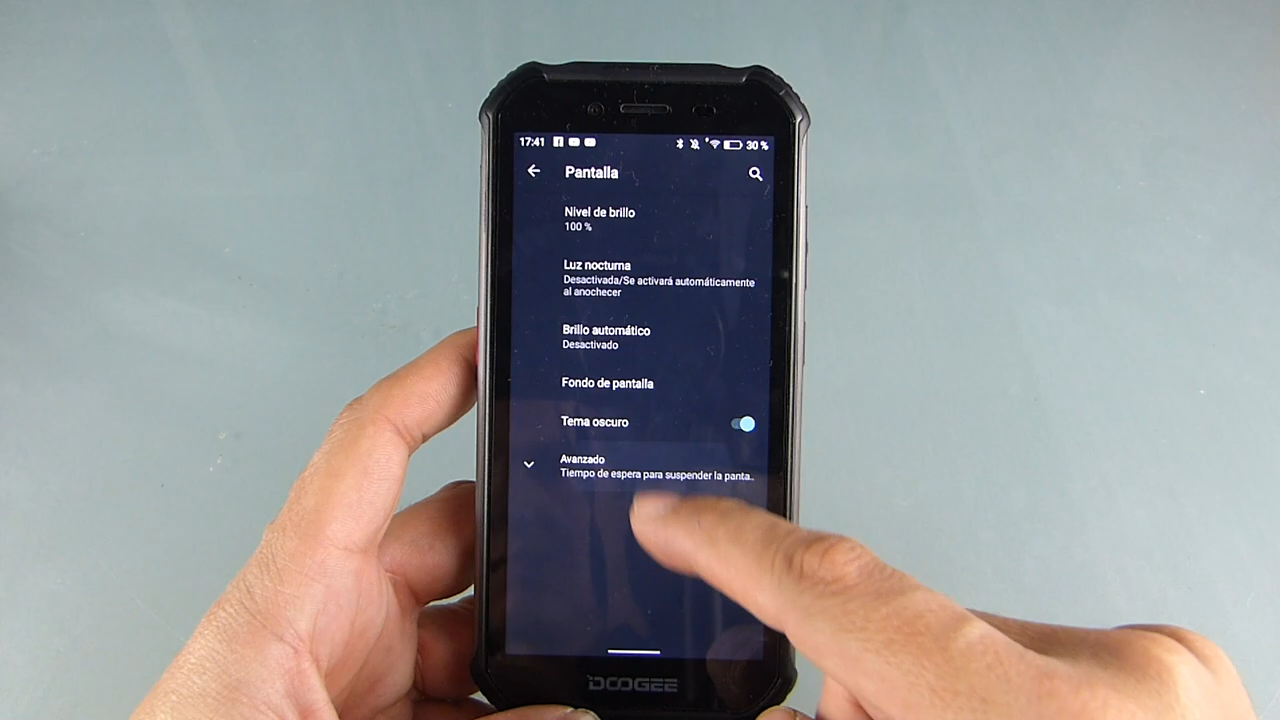 17:41
30 %
Pantalla
Nivel de brillo
100 %
Luz nocturna
Desactivada/Se activará automáticamente
al anochecer
Brillo automático
Desactivado
Fondo de pantalla
Tema oscuro
Avanzado
Tiempo de espera para suspender la panta..
DOOGEE